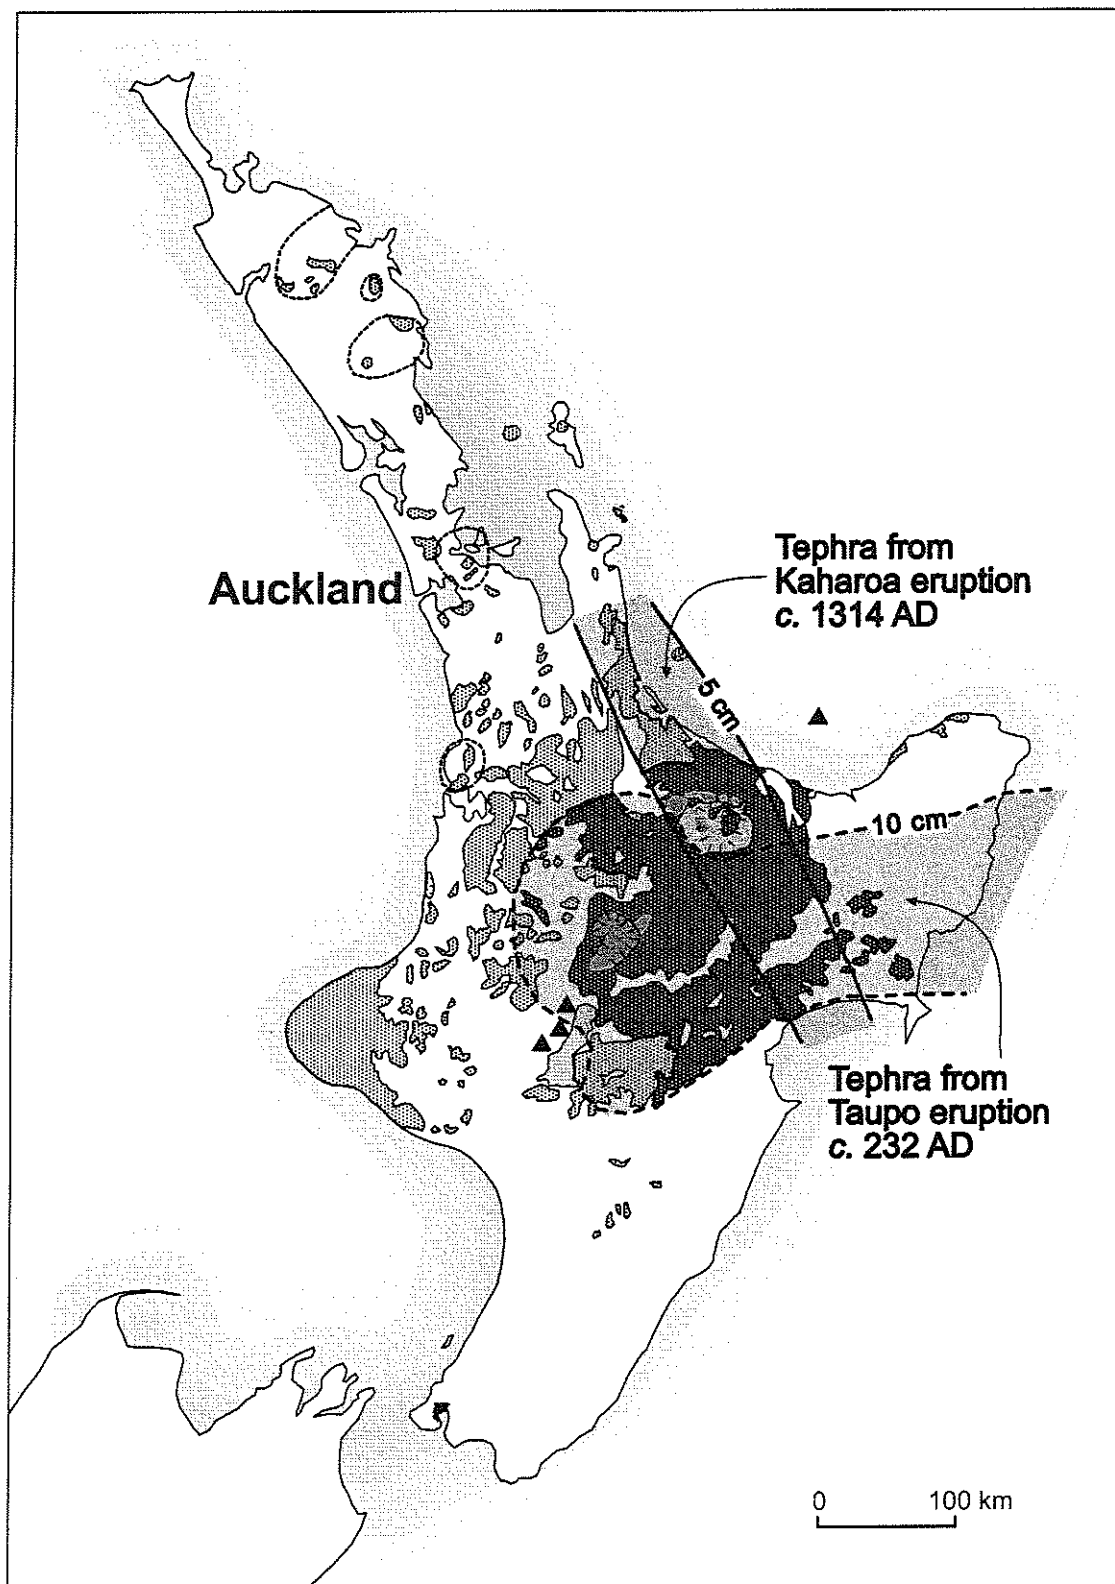 Auckland
Tephra from
Kaharoa eruption
c. 1314 AD
5 cm
10 cm
Tephra from
Taupo eruption
c. 232 AD
0 100 km